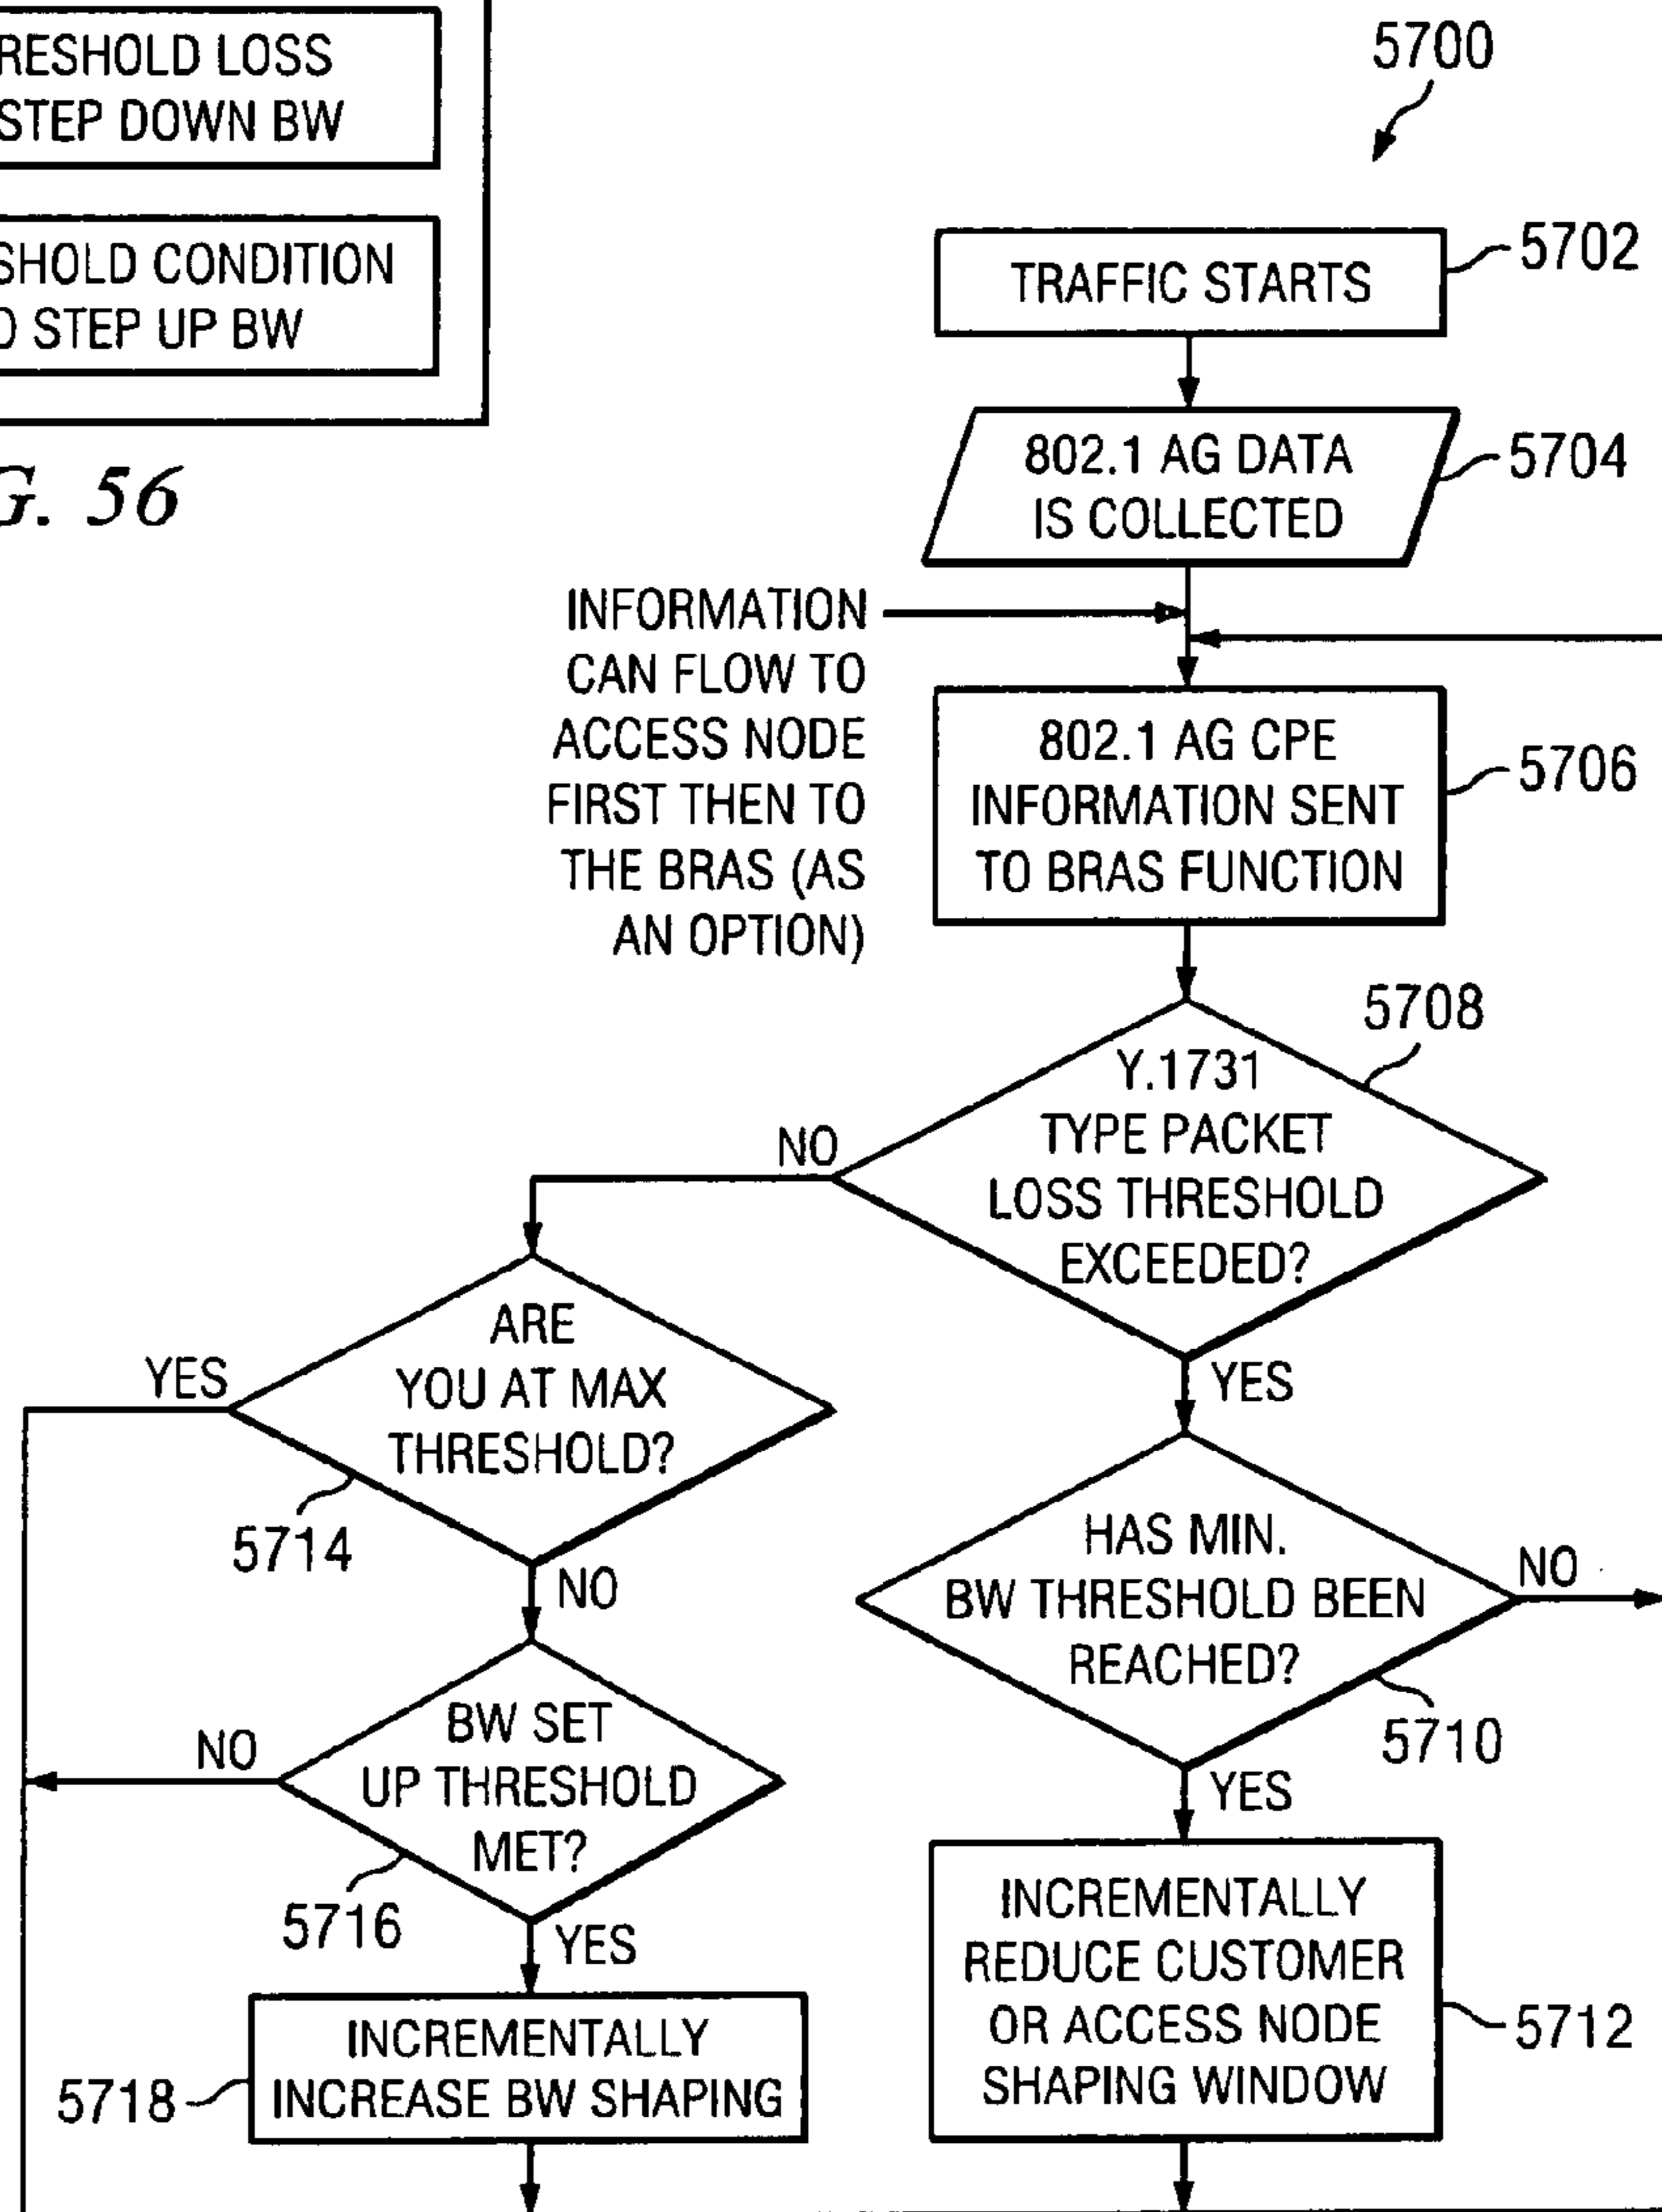 RESHOLD LOSS
STEP DOWN BW
SHOLD CONDITION
STEP UP BW
G. 56
5700
TRAFFIC STARTS
5702
802.1 AG DATA
IS COLLECTED
5704
INFORMATION
CAN FLOW TO
ACCESS NODE
FIRST THEN TO
THE BRAS (AS
AN OPTION)
802.1 AG CPE
INFORMATION SENT
TO BRAS FUNCTION
5706
5708
Y.1731
TYPE PACKET
LOSS THRESHOLD
EXCEEDED?
NO
YES
ARE
YOU AT MAX
THRESHOLD?
YES
5714
NO
HAS MIN.
BW THRESHOLD BEEN
REACHED?
NO
5710
YES
BW SET
UP THRESHOLD
MET?
NO
5716
YES
INCREMENTALLY
REDUCE CUSTOMER
OR ACCESS NODE
SHAPING WINDOW
5712
INCREMENTALLY
INCREASE BW SHAPING
5718